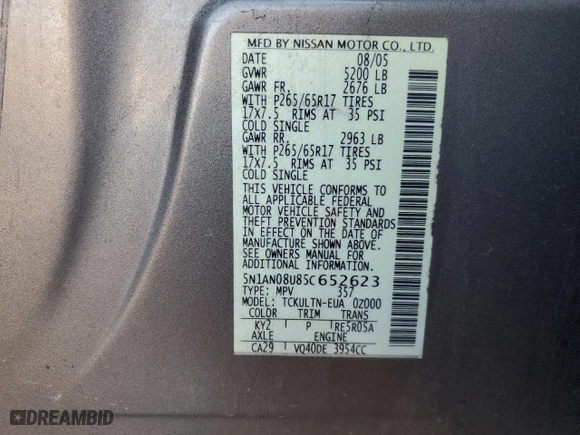 MFD BY NISSAN MOTOR CO., LTD.
DATE 08/05
GVWR 5200 LB
GAWR FR. 2676 LB
WITH P265/65R17 TIRES
17X7.5 RIMS AT 35 PSI
COLD SINGLE
GAWR RR. 2963 LB
WITH P265/65R17 TIRES
17X7.5 RIMS AT 35 PSI
COLD SINGLE
THIS VEHICLE CONFORMS TO
ALL APPLICABLE FEDERAL
MOTOR VEHICLE SAFETY AND
THEFT PREVENTION STANDARDS
IN EFFECT ON THE DATE OF
MANUFACTURE SHOWN ABOVE.
SEE OWNERS MANUAL FOR
ADDITIONAL INFORMATION.
5N1AN08U85C652623
TYPE: MPV 357
MODEL: TCKULTN-EUA 0Z000
COLOR TRIM TRANS
KY2 P RE5R05A
AXLE ENGINE
CA29 VQ40DE 3954CC
DREAMBID